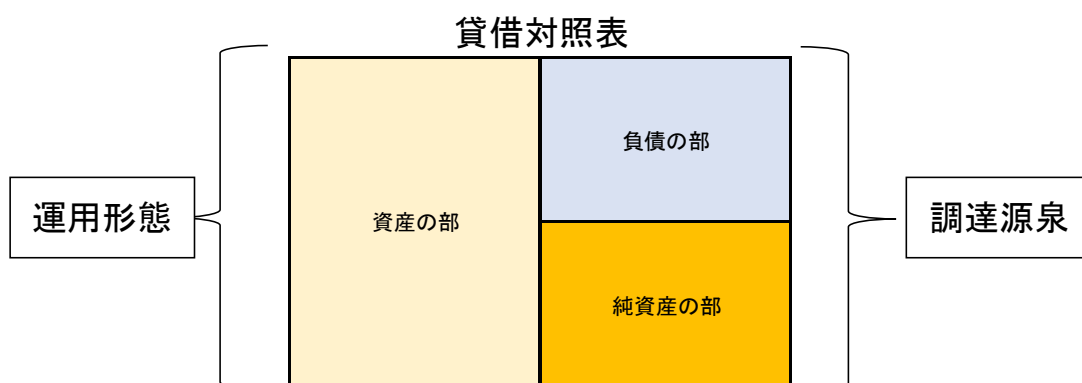 貸借対照表
運用形態
資産の部
負債の部
純資産の部
調達源泉